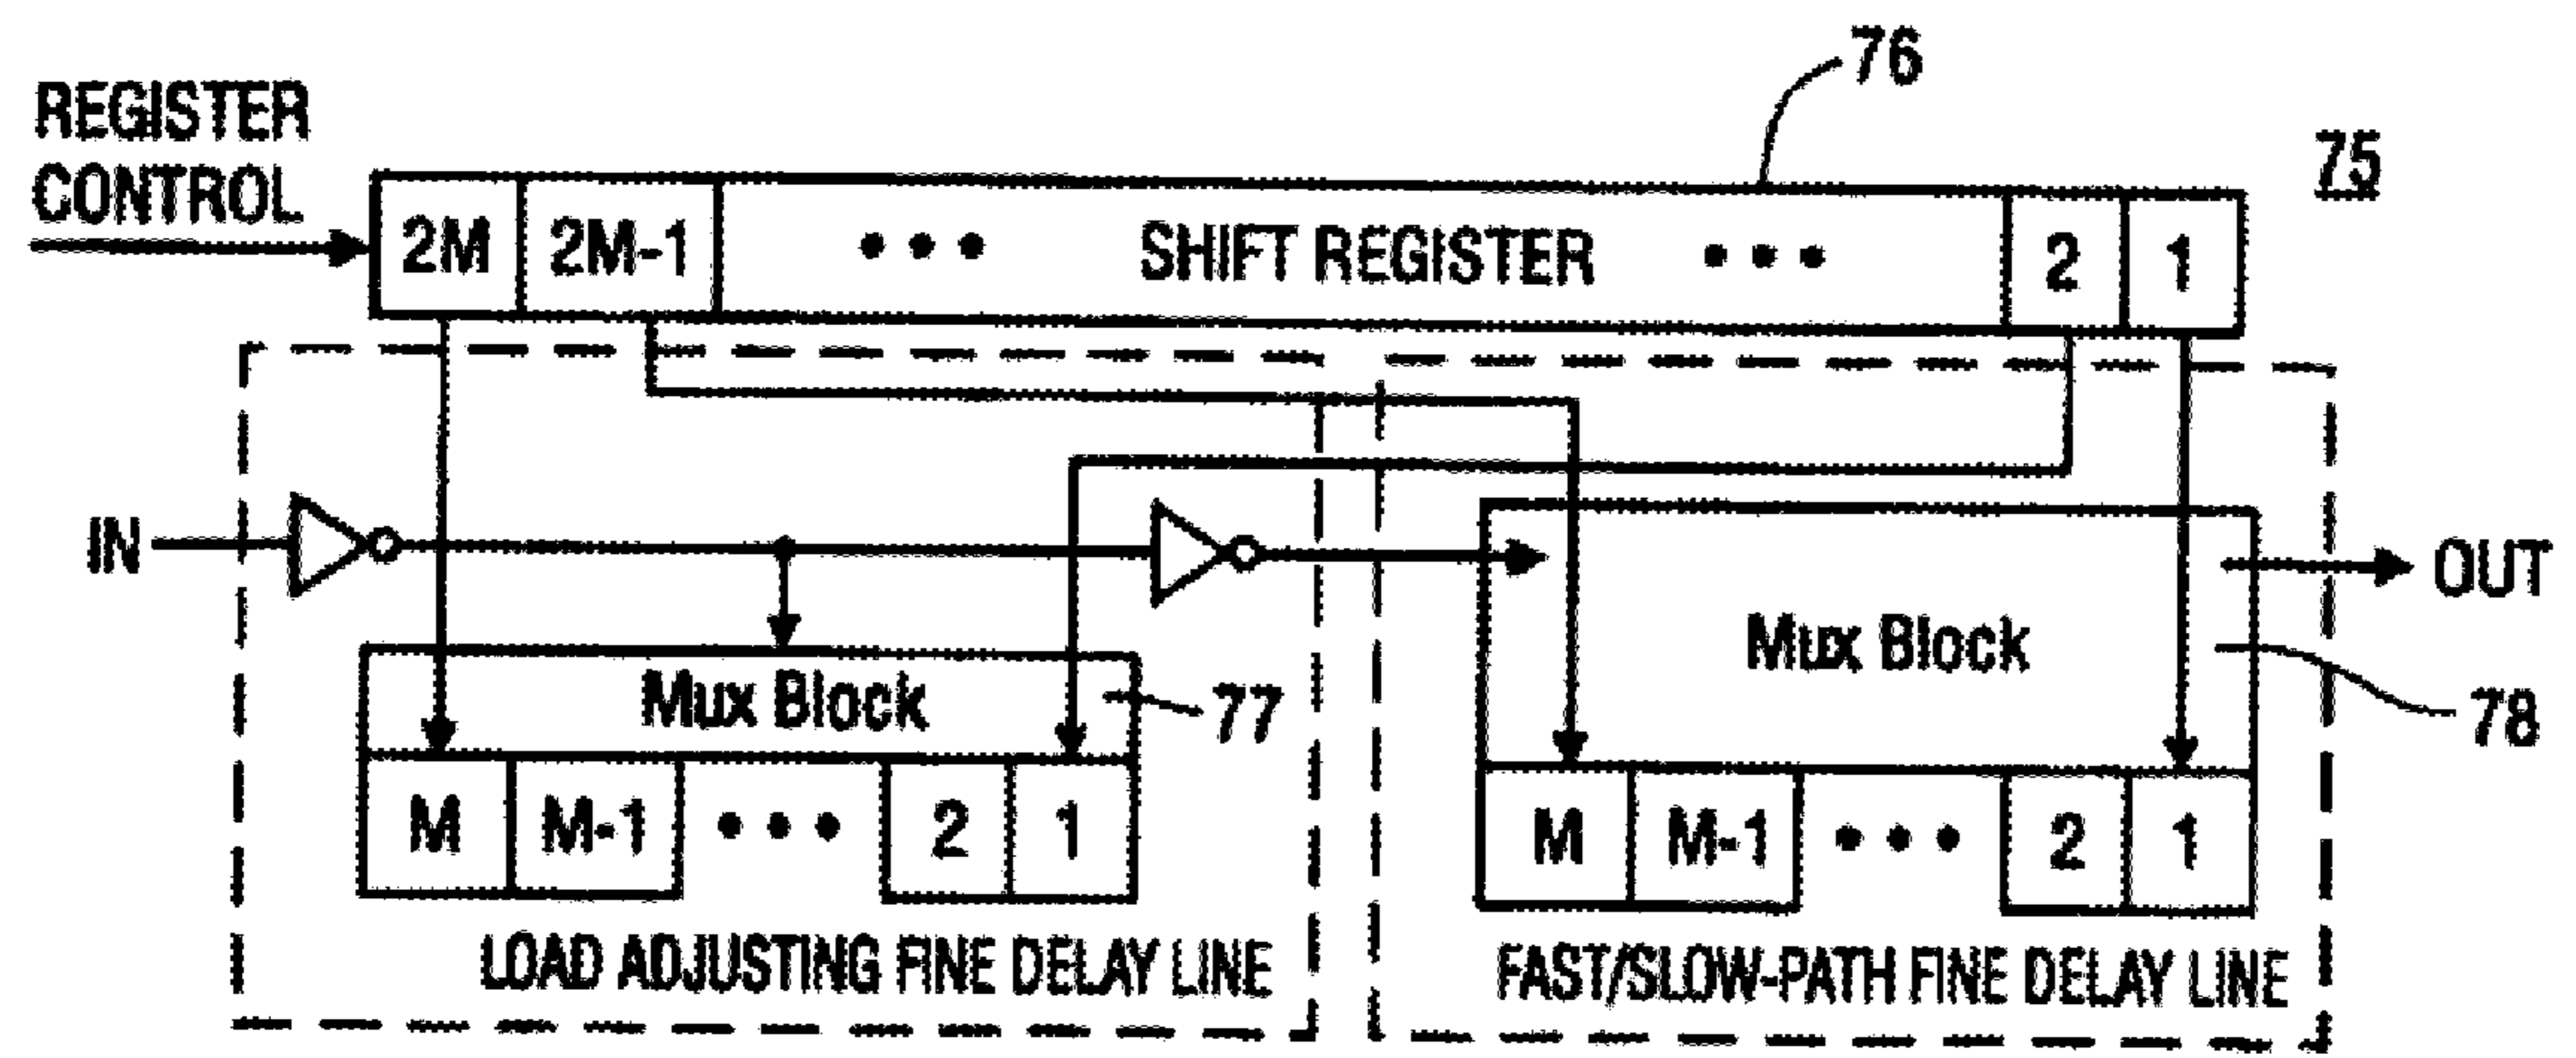 76
REGISTER
CONTROL
75
2M 2M-1 ••• SHIFT REGISTER ••• 2 1
IN
OUT
Mux Block
Mux Block
77
78
M M-1 ••• 2 1
M M-1 ••• 2 1
LOAD ADJUSTING FINE DELAY LINE
FAST/SLOW-PATH FINE DELAY LINE